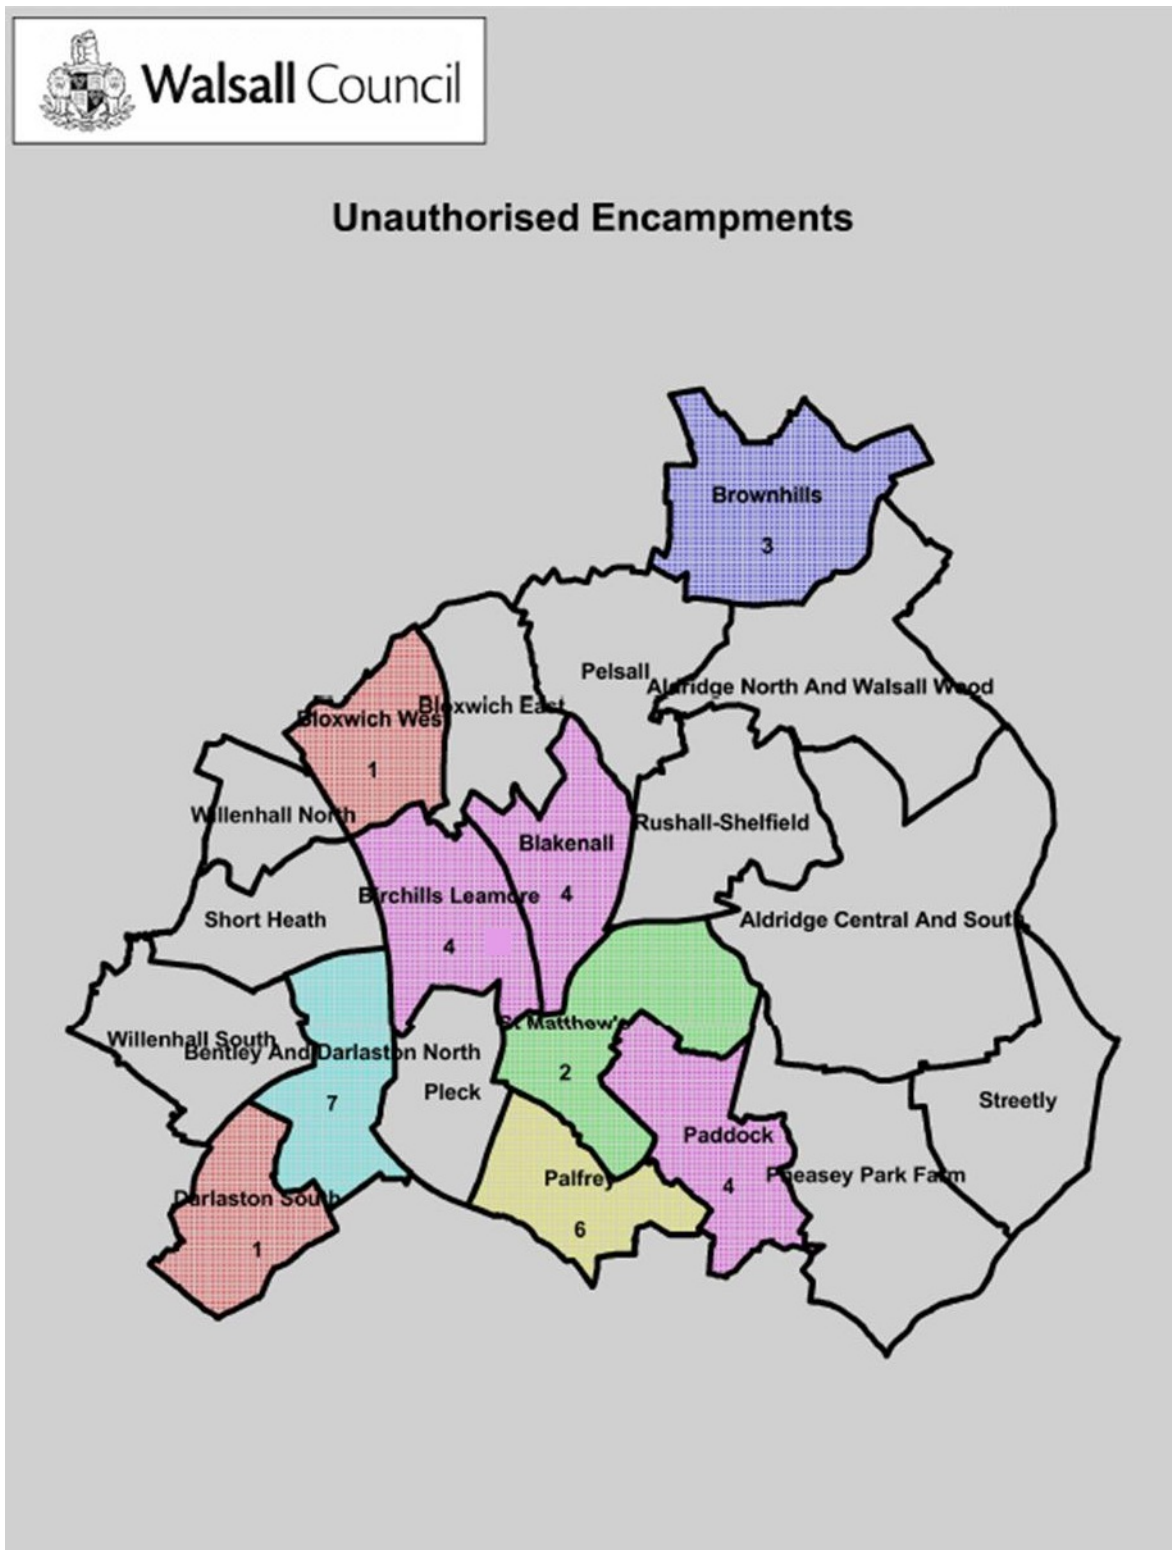 Walsall Council
Unauthorised Encampments
Brownhills
3
Pelsall
Aldridge North And Walsall Wood
Bloxwich East
Bloxwich West
1
Willenhall North
Rushall-Shelfield
Blakenall
4
Birchills Leamore
4
Short Heath
Aldridge Central And South
St Matthew's
2
Willenhall South
Bentley And Darlaston North
7
Pleck
Streetly
Paddock
4
Pheasey Park Farm
Palfrey
6
Darlaston South
1